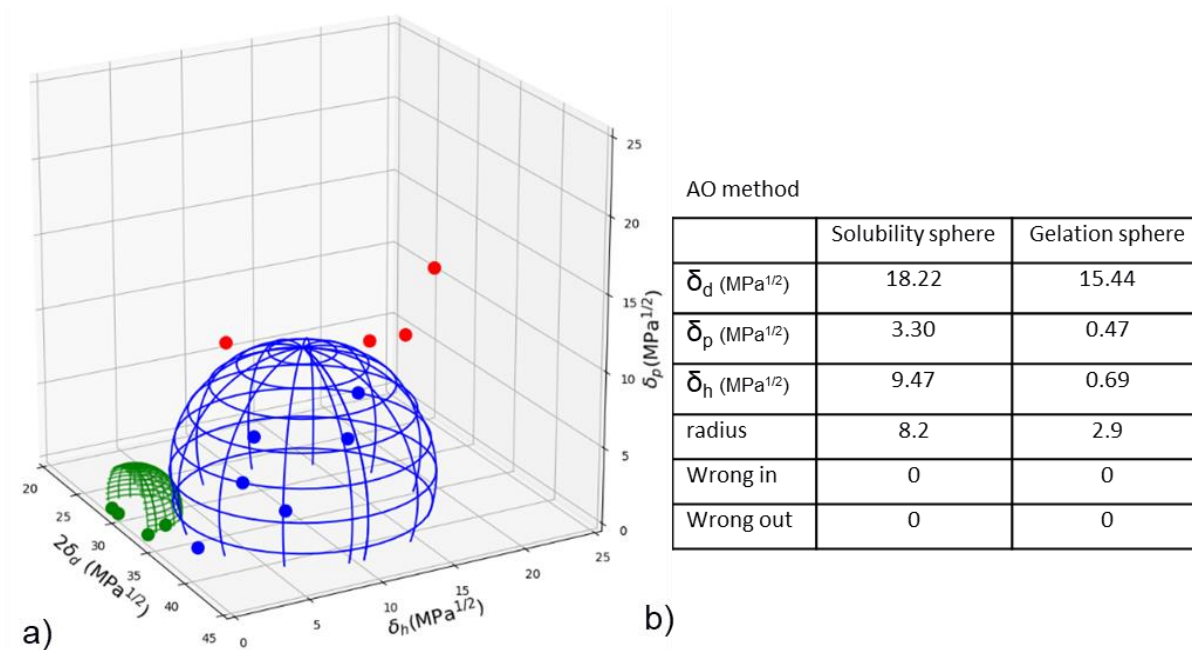 25
20
15
10
5
0
δp(MPa1/2)
20
25
30
35
40
45
2δd (MPa1/2)
0
5
10
15
20
25
δh(MPa1/2)
a)
b)
AO method
Solubility sphere Gelation sphere
δd (MPa1/2) 18.22 15.44
δp (MPa1/2) 3.30 0.47
δh (MPa1/2) 9.47 0.69
radius 8.2 2.9
Wrong in 0 0
Wrong out 0 0